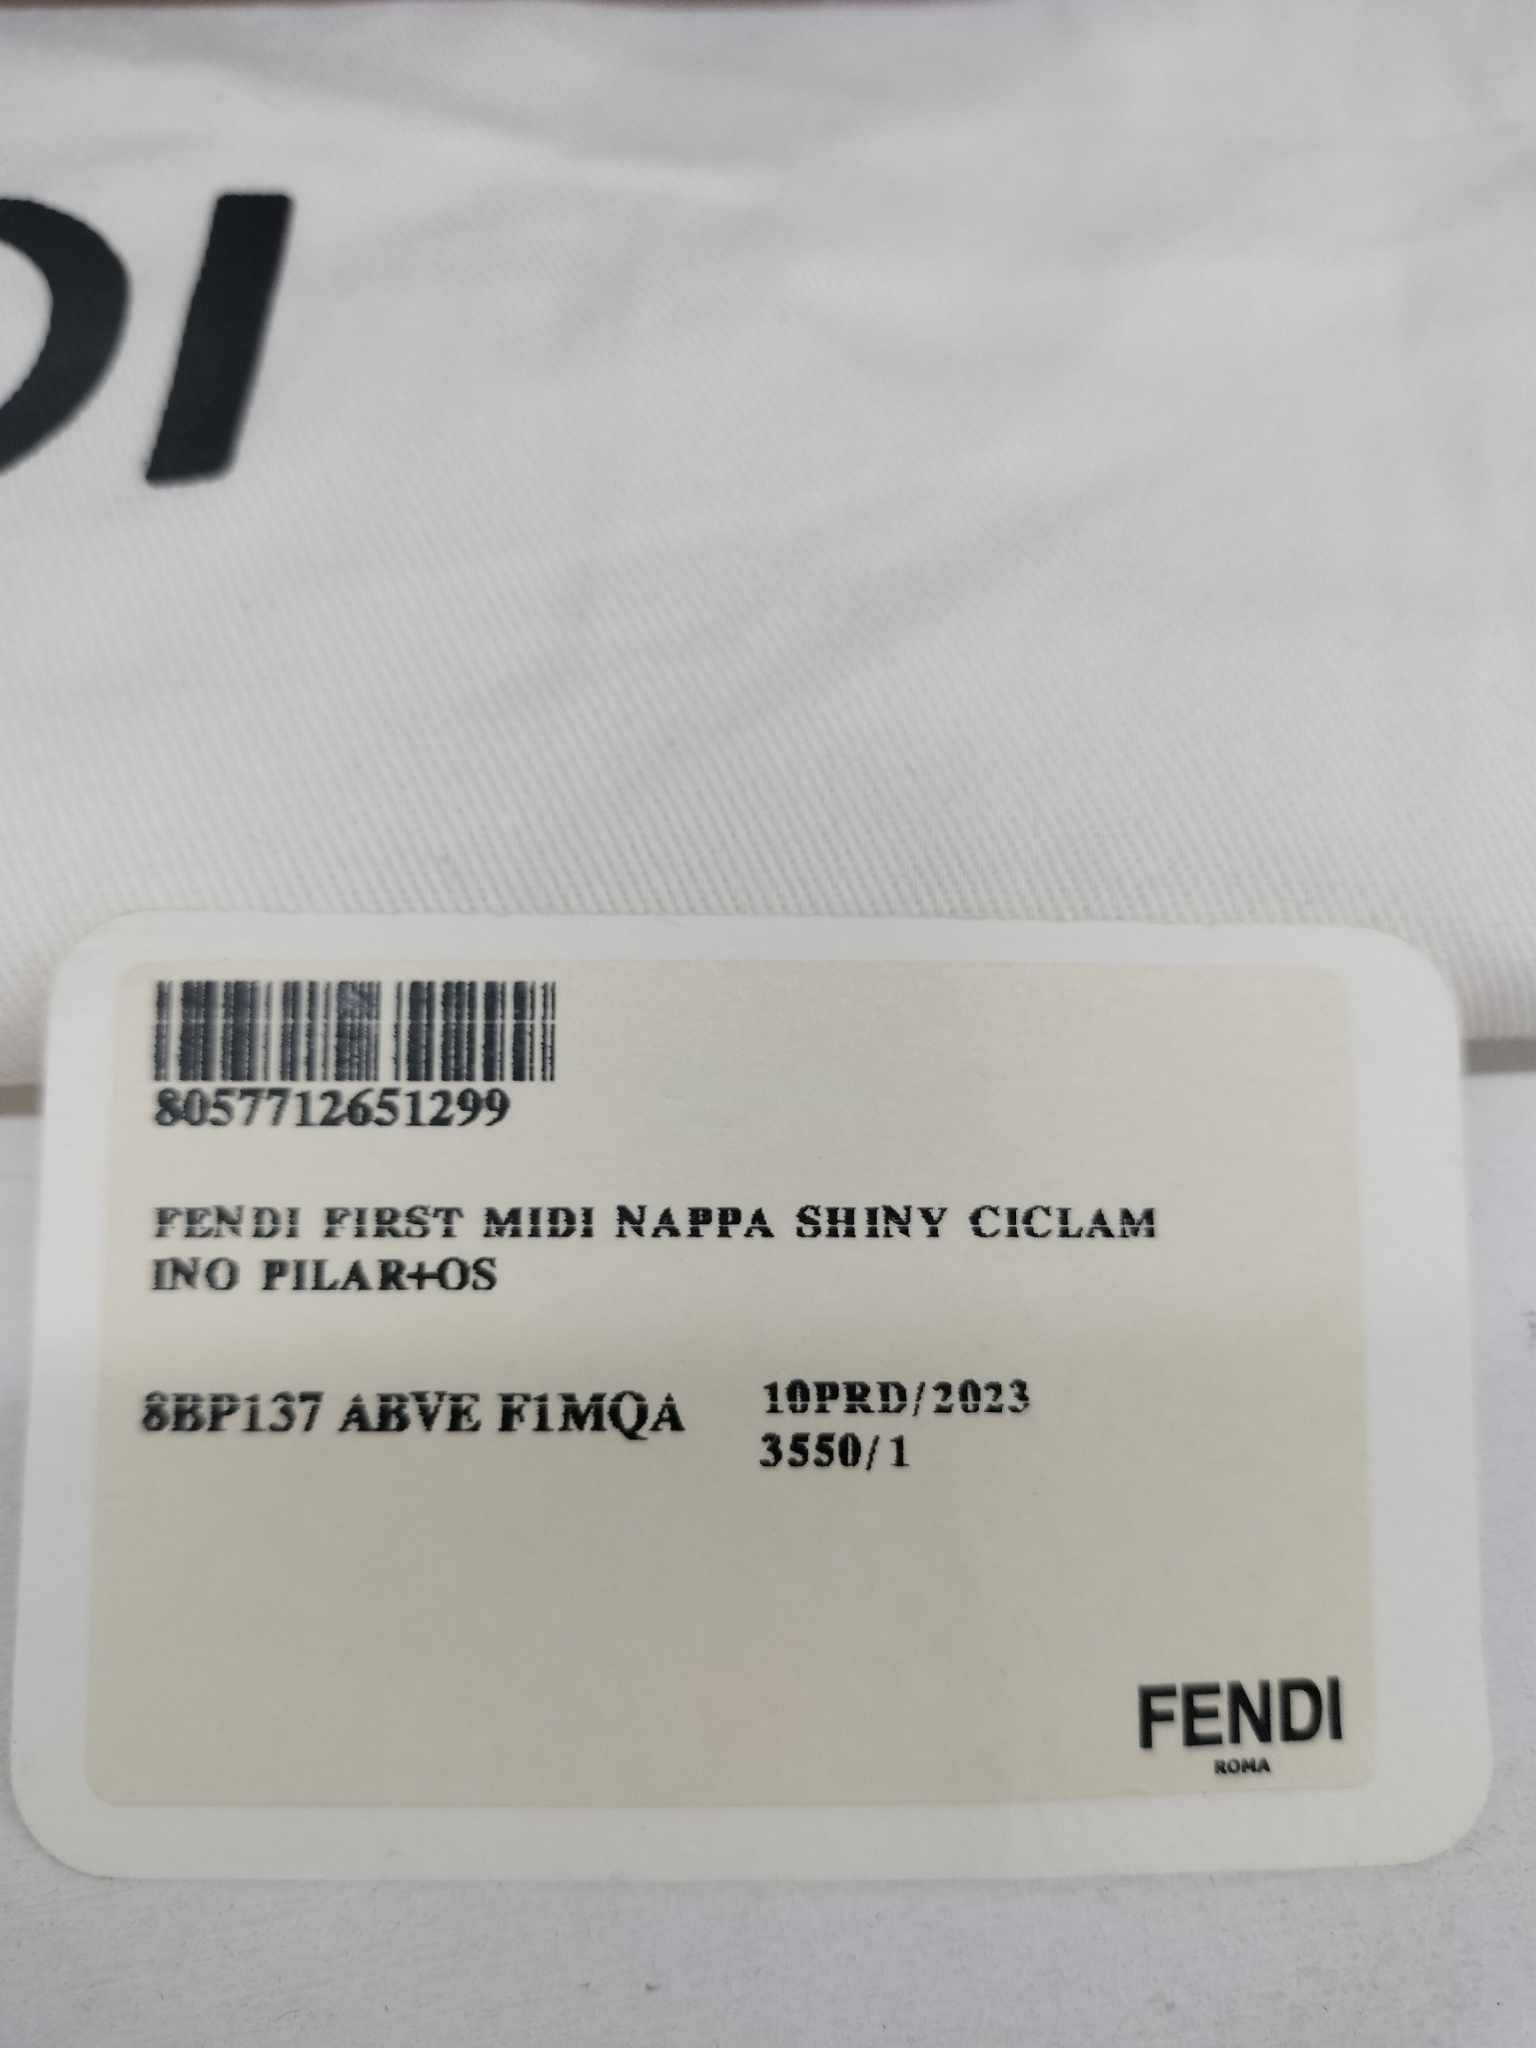 DI
8057712651299
FENDI FIRST MIDI NAPPA SHINY CICLAM
INO PILAR+OS
8BP137 ABVE F1MQA
10PRD/2023
3550/1
FENDI
ROMA